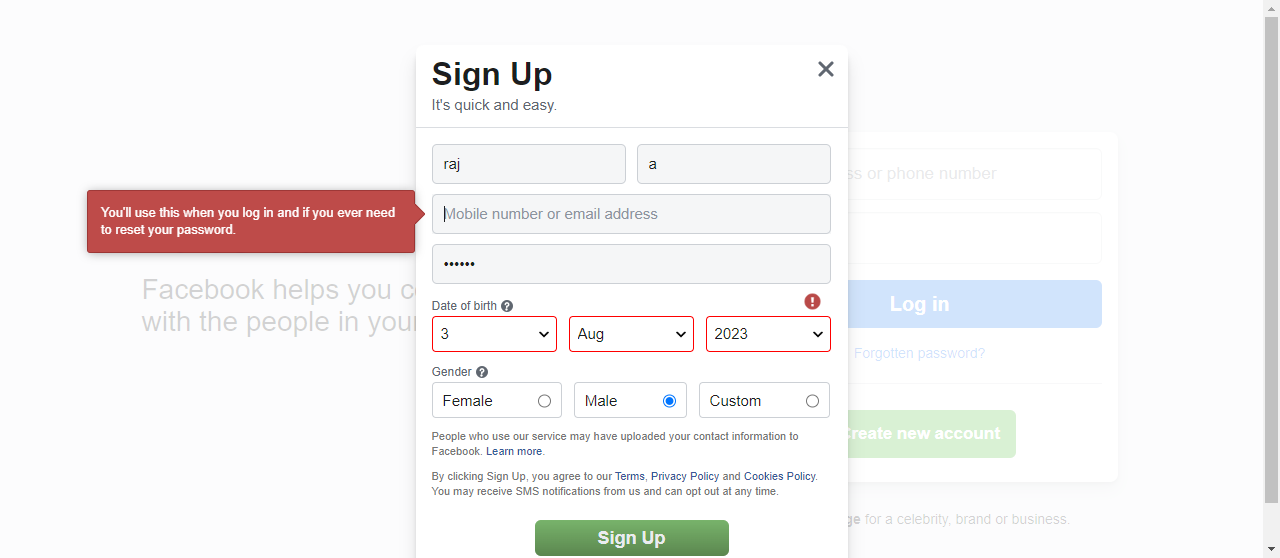 Sign Up
It's quick and easy.
raj
a
ss or phone number
You'll use this when you log in and if you ever need
to reset your password.
Mobile number or email address
••••••
Facebook helps you c
with the people in your
Date of birth
3
Aug
2023
Log in
Forgotten password?
Gender
Female
Male
Custom
Create new account
People who use our service may have uploaded your contact information to
Facebook. Learn more.
By clicking Sign Up, you agree to our Terms, Privacy Policy and Cookies Policy.
You may receive SMS notifications from us and can opt out at any time.
ge for a celebrity, brand or business.
Sign Up